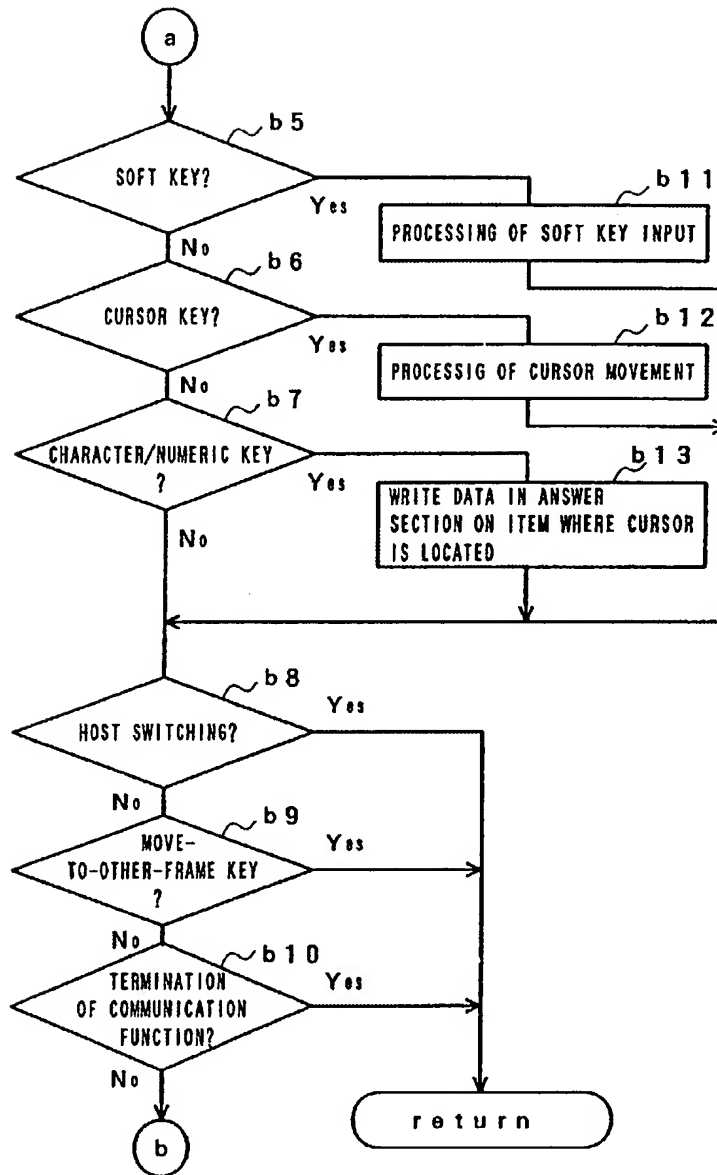 a
b5
SOFT KEY?
Yes
No
b11
PROCESSING OF SOFT KEY INPUT
b6
CURSOR KEY?
Yes
No
b12
PROCESSIG OF CURSOR MOVEMENT
b7
CHARACTER/NUMERIC KEY
?
Yes
No
b13
WRITE DATA IN ANSWER
SECTION ON ITEM WHERE CURSOR
IS LOCATED
b8
HOST SWITCHING?
Yes
No
b9
MOVE-
TO-OTHER-FRAME KEY
?
Yes
No
b10
TERMINATION
OF COMMUNICATION
FUNCTION?
Yes
No
b
return